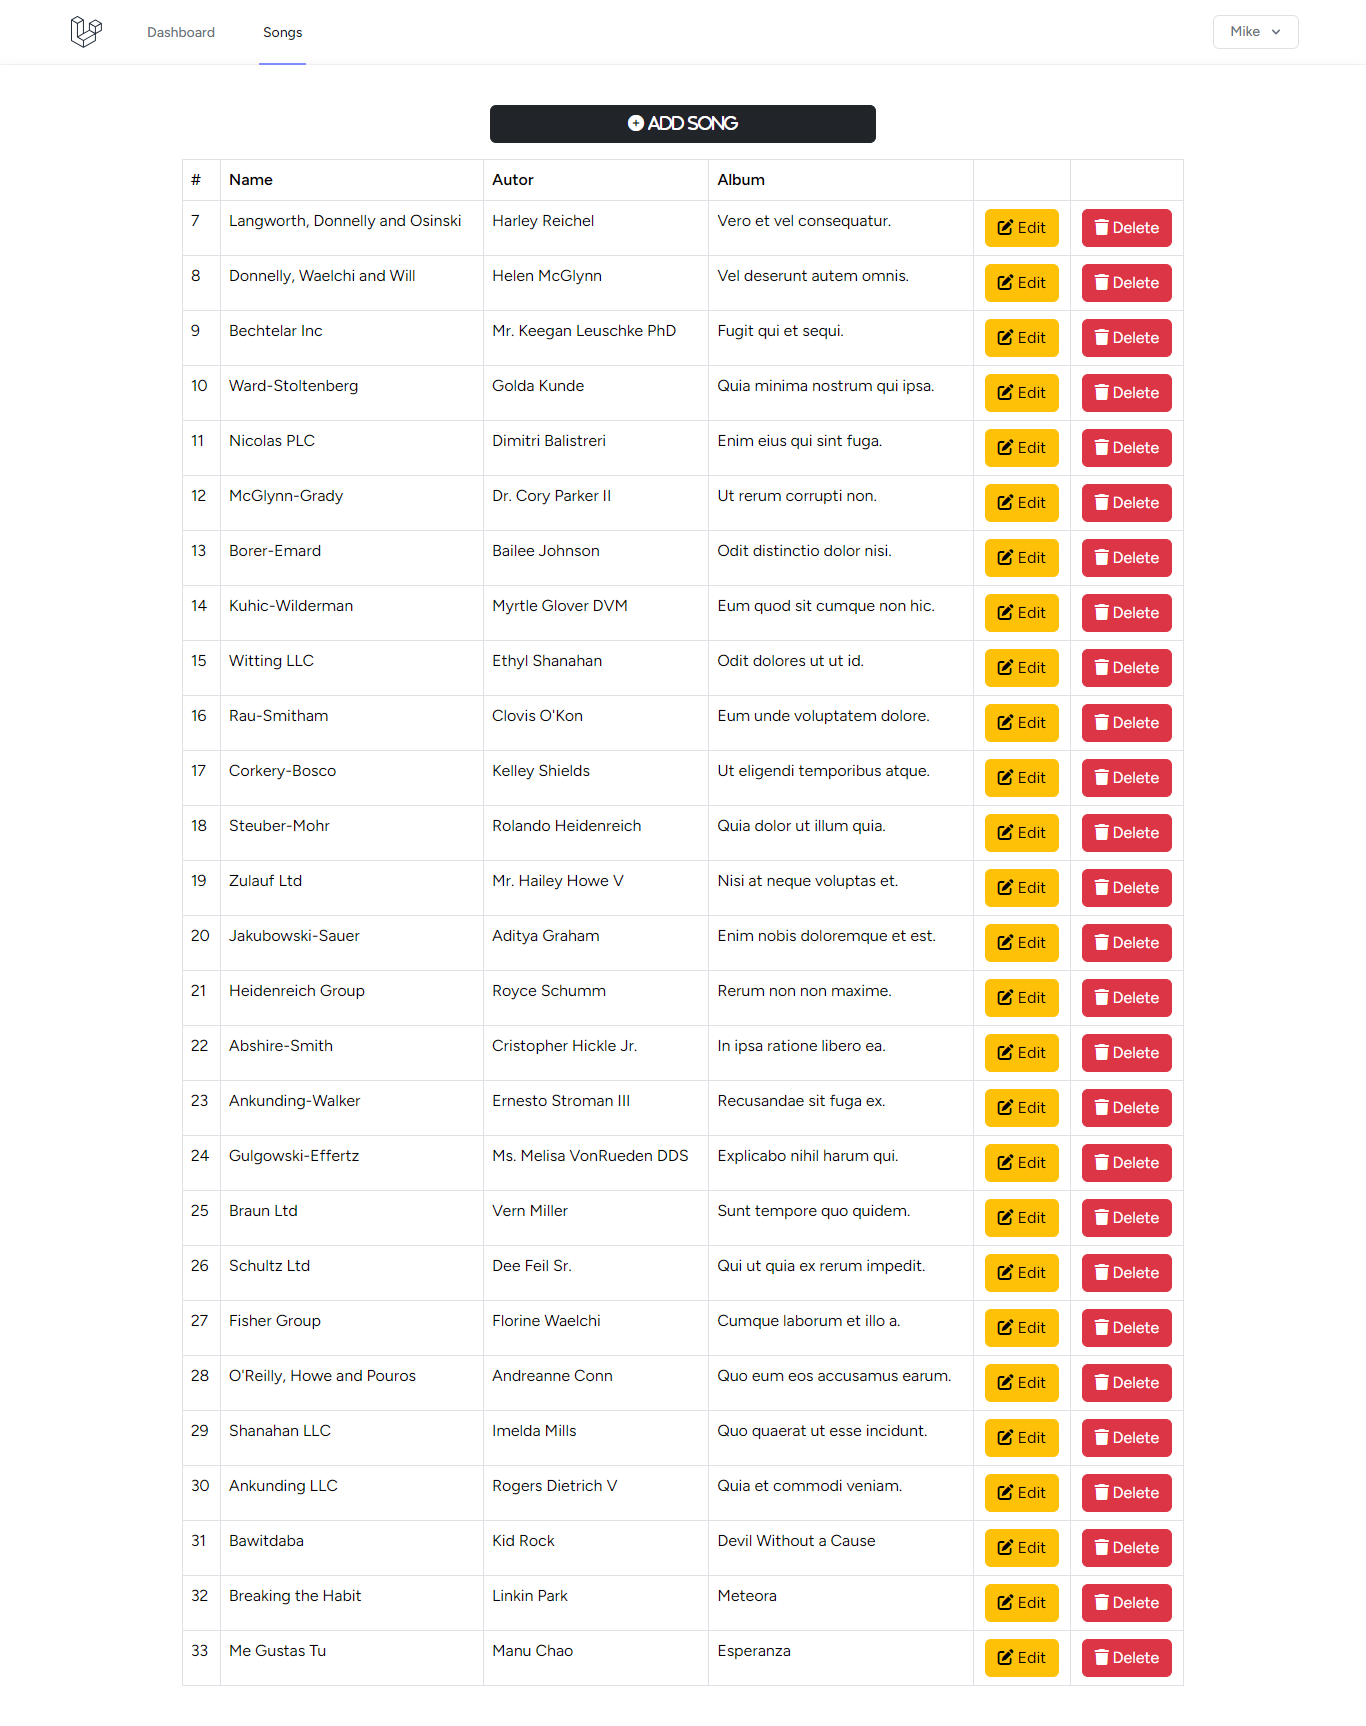 Dashboard Songs Mike
ADD SONG
# Name Autor Album
7 Langworth, Donnelly and Osinski Harley Reichel Vero et vel consequatur. Edit Delete
8 Donnelly, Waelchi and Will Helen McGlynn Vel deserunt autem omnis. Edit Delete
9 Bechtelar Inc Mr. Keegan Leuschke PhD Fugit qui et sequi. Edit Delete
10 Ward-Stoltenberg Golda Kunde Quia minima nostrum qui ipsa. Edit Delete
11 Nicolas PLC Dimitri Balistreri Enim eius qui sint fuga. Edit Delete
12 McGlynn-Grady Dr. Cory Parker II Ut rerum corrupti non. Edit Delete
13 Borer-Emard Bailee Johnson Odit distinctio dolor nisi. Edit Delete
14 Kuhic-Wilderman Myrtle Glover DVM Eum quod sit cumque non hic. Edit Delete
15 Witting LLC Ethyl Shanahan Odit dolores ut ut id. Edit Delete
16 Rau-Smitham Clovis O'Kon Eum unde voluptatem dolore. Edit Delete
17 Corkery-Bosco Kelley Shields Ut eligendi temporibus atque. Edit Delete
18 Steuber-Mohr Rolando Heidenreich Quia dolor ut illum quia. Edit Delete
19 Zulauf Ltd Mr. Hailey Howe V Nisi at neque voluptas et. Edit Delete
20 Jakubowski-Sauer Aditya Graham Enim nobis doloremque et est. Edit Delete
21 Heidenreich Group Royce Schumm Rerum non non maxime. Edit Delete
22 Abshire-Smith Cristopher Hickle Jr. In ipsa ratione libero ea. Edit Delete
23 Ankunding-Walker Ernesto Stroman III Recusandae sit fuga ex. Edit Delete
24 Gulgowski-Effertz Ms. Melisa VonRueden DDS Explicabo nihil harum qui. Edit Delete
25 Braun Ltd Vern Miller Sunt tempore quo quidem. Edit Delete
26 Schultz Ltd Dee Feil Sr. Qui ut quia ex rerum impedit. Edit Delete
27 Fisher Group Florine Waelchi Cumque laborum et illo a. Edit Delete
28 O'Reilly, Howe and Pouros Andreanne Conn Quo eum eos accusamus earum. Edit Delete
29 Shanahan LLC Imelda Mills Quo quaerat ut esse incidunt. Edit Delete
30 Ankunding LLC Rogers Dietrich V Quia et commodi veniam. Edit Delete
31 Bawitdaba Kid Rock Devil Without a Cause Edit Delete
32 Breaking the Habit Linkin Park Meteora Edit Delete
33 Me Gustas Tu Manu Chao Esperanza Edit Delete